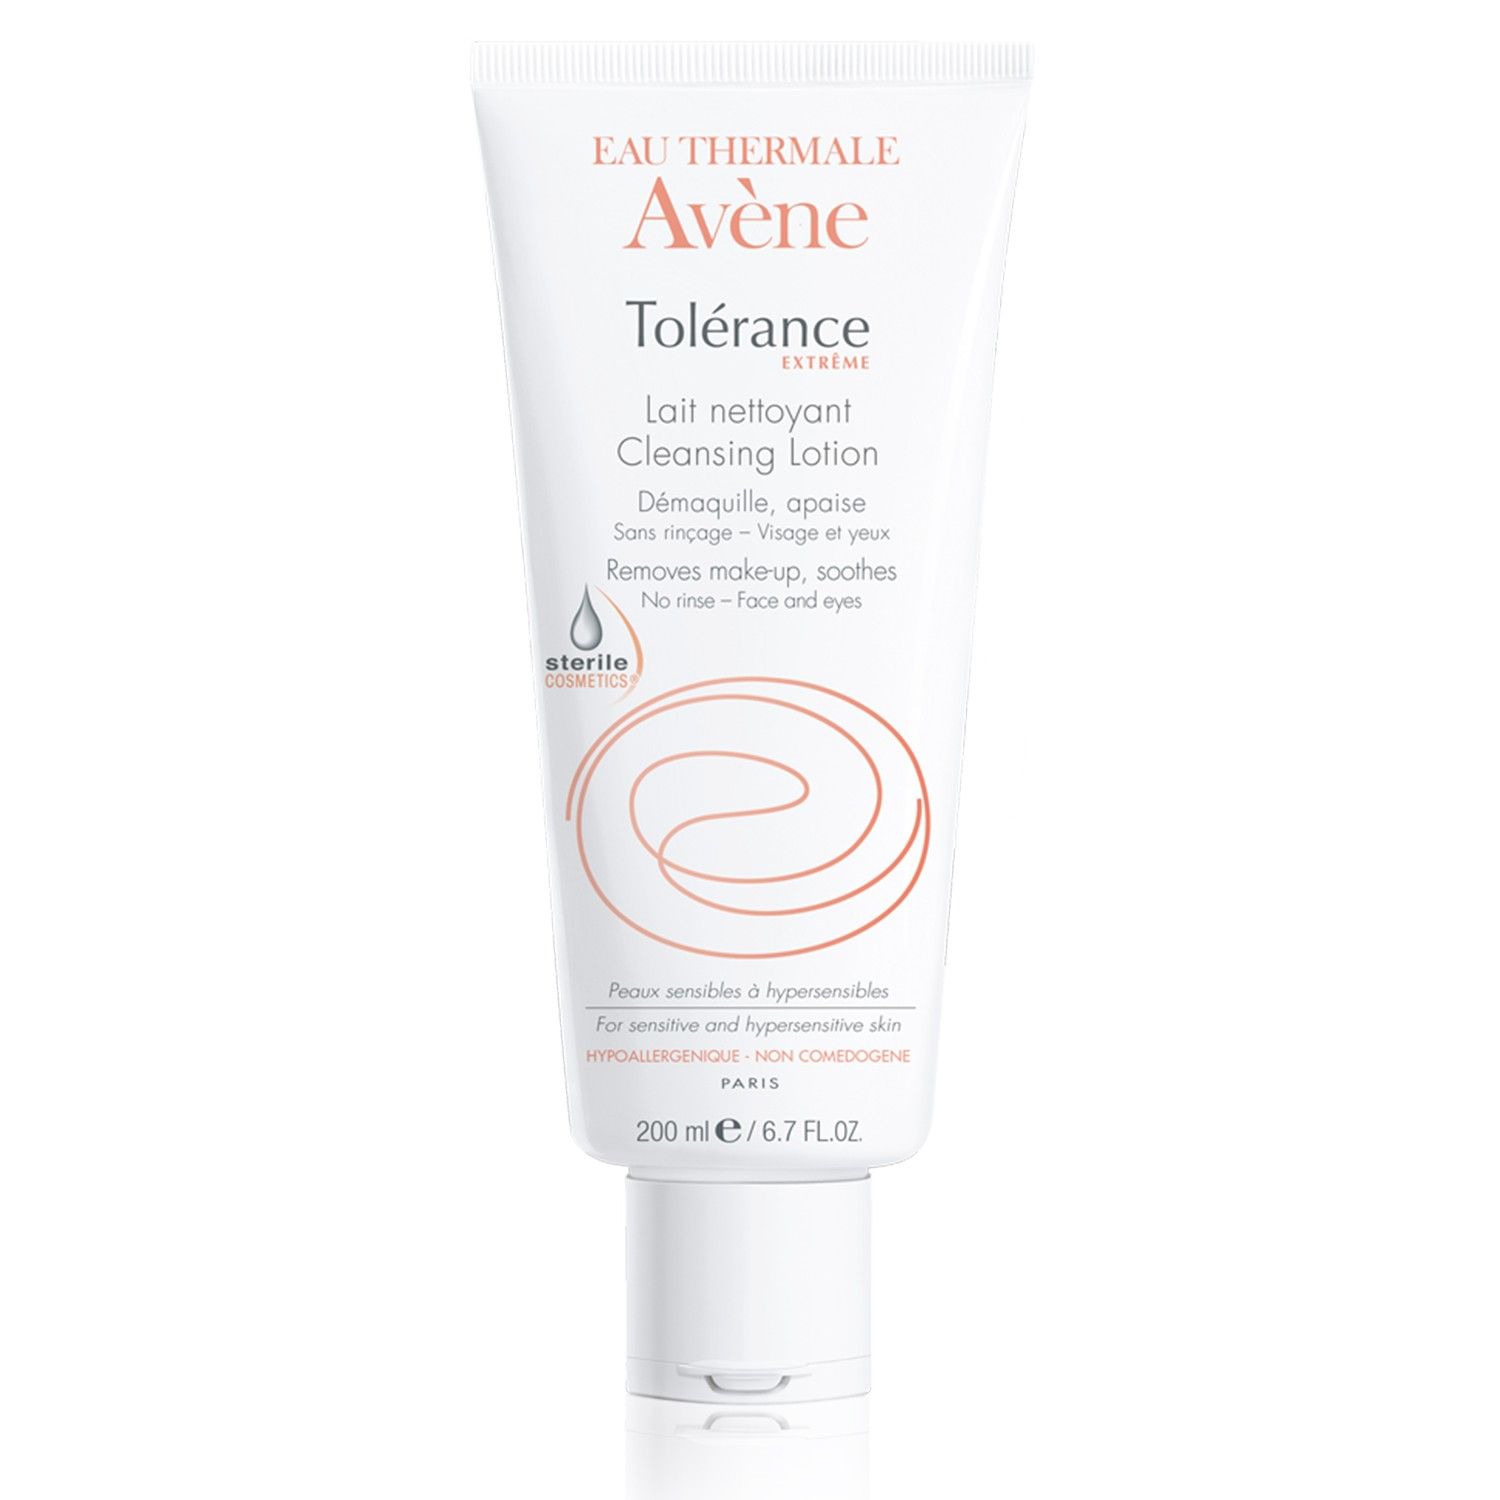 EAU THERMALE
Avène
Tolérance
EXTRÊME
Lait nettoyant
Cleansing Lotion
Démaquille, apaise
Sans rinçage – Visage et yeux
Removes make-up, soothes
No rinse – Face and eyes
sterile
COSMETICS®
Peaux sensibles à hypersensibles
For sensitive and hypersensitive skin
HYPOALLERGENIQUE - NON COMEDOGENE
PARIS
200 ml ℮ / 6.7 FL.OZ.